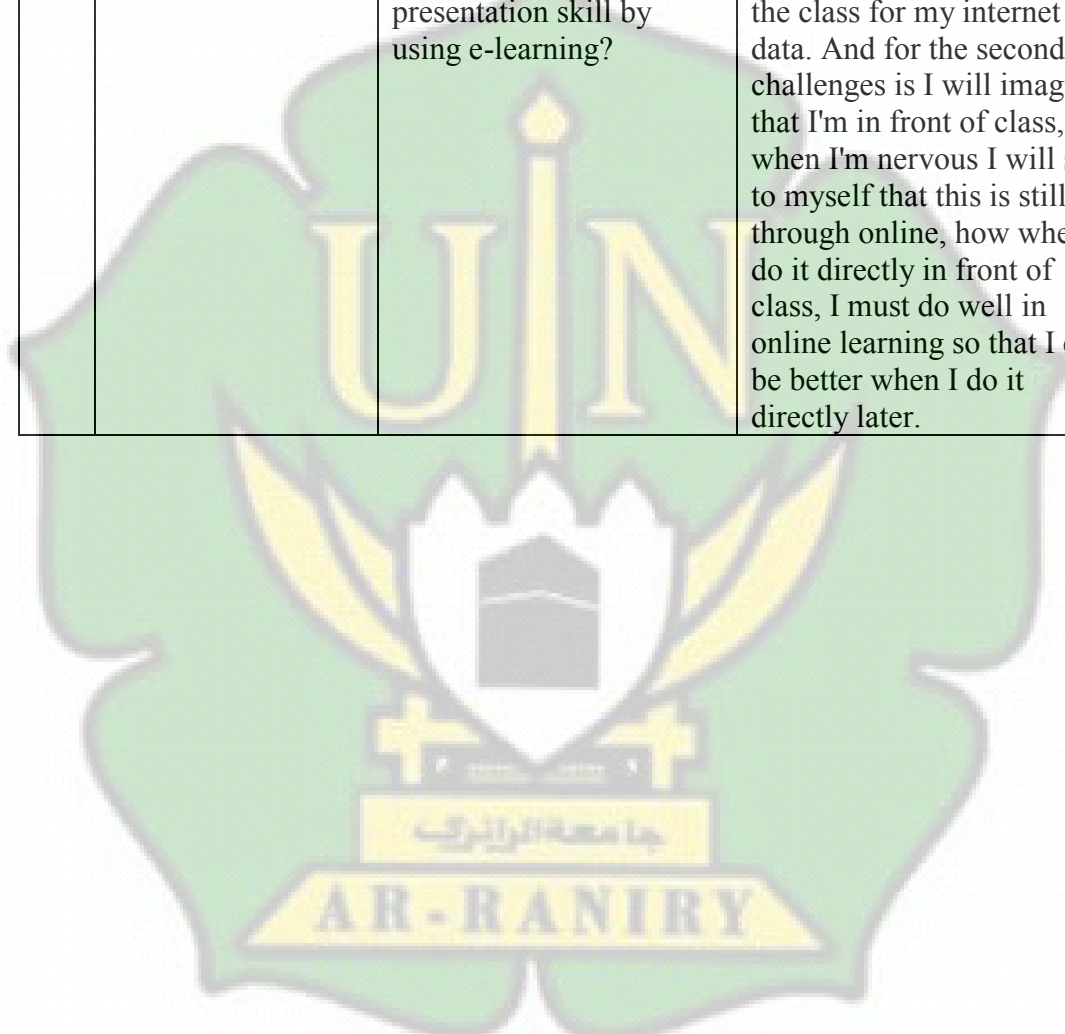 presentation skill by
using e-learning?
the class for my internet
data. And for the second
challenges is I will
that I'm in front of class,
when I'm nervous I will
to myself that this is still
through online, how
do it directly in front of
class, I must do well in
online learning so that I
be better when I do it
directly later.
UIN
جامعة الرانري
AR-RANIRY